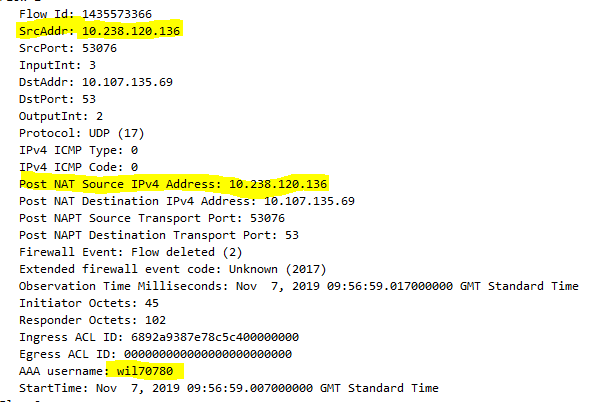 Flow Id: 1435573366
SrcAddr: 10.238.120.136
SrcPort: 53076
InputInt: 3
DstAddr: 10.107.135.69
DstPort: 53
OutputInt: 2
Protocol: UDP (17)
IPv4 ICMP Type: 0
IPv4 ICMP Code: 0
Post NAT Source IPv4 Address: 10.238.120.136
Post NAT Destination IPv4 Address: 10.107.135.69
Post NAPT Source Transport Port: 53076
Post NAPT Destination Transport Port: 53
Firewall Event: Flow deleted (2)
Extended firewall event code: Unknown (2017)
Observation Time Milliseconds: Nov  7, 2019 09:56:59.017000000 GMT Standard Time
Initiator Octets: 45
Responder Octets: 102
Ingress ACL ID: 6892a9387e78c5c400000000
Egress ACL ID: 000000000000000000000000
AAA username: wil70780
StartTime: Nov  7, 2019 09:56:59.007000000 GMT Standard Time